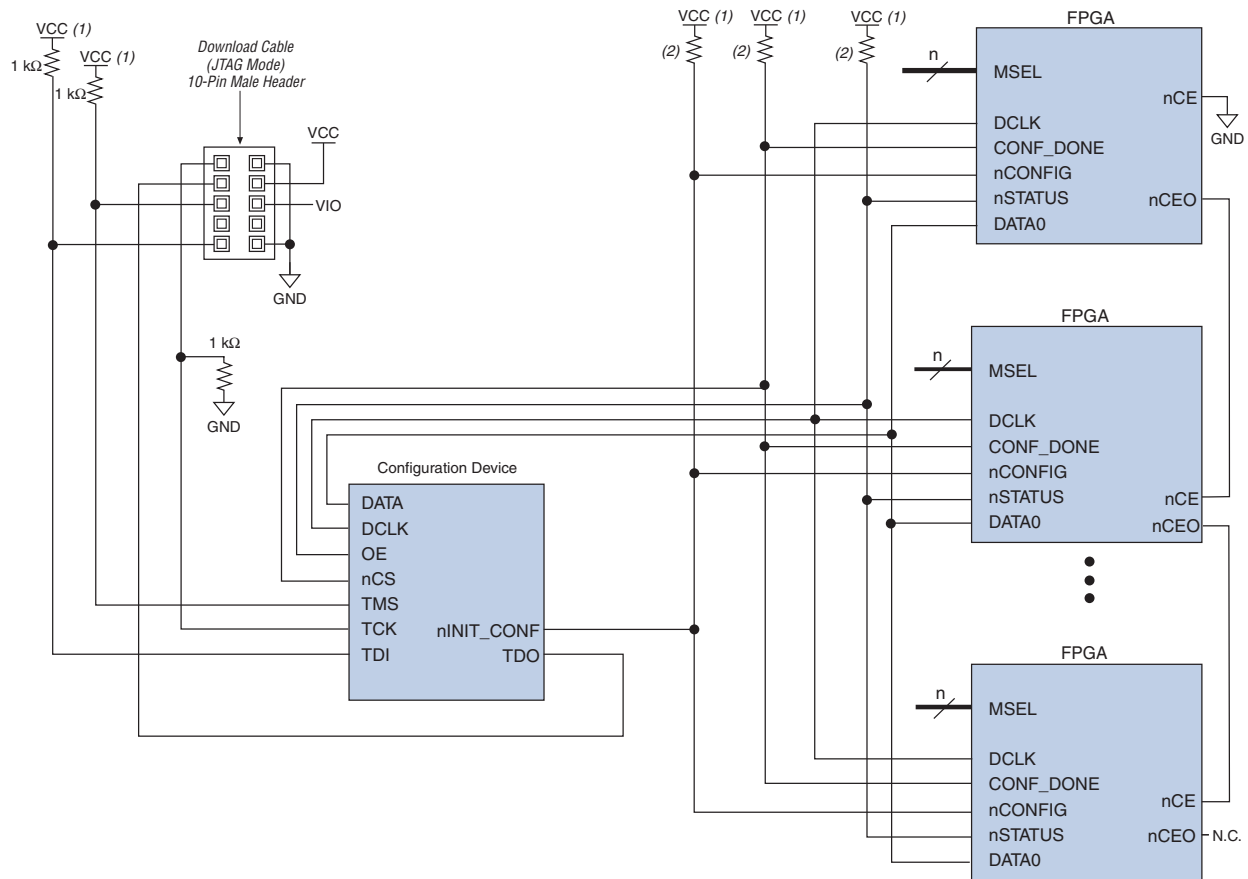 VCC (1)
1 kΩ
VCC (1)
1 kΩ
Download Cable
(JTAG Mode)
10-Pin Male Header
VCC
VIO
GND
1 kΩ
GND
VCC (1)
(2)
VCC (1)
(2)
VCC (1)
(2)
Configuration Device
DATA
DCLK
OE
nCS
TMS
TCK
TDI
nINIT_CONF
TDO
FPGA
n
MSEL
nCE
GND
DCLK
CONF_DONE
nCONFIG
nSTATUS
nCEO
DATA0
FPGA
n
MSEL
DCLK
CONF_DONE
nCONFIG
nSTATUS
nCE
DATA0
nCEO
FPGA
n
MSEL
DCLK
CONF_DONE
nCONFIG
nCE
nSTATUS
nCEO
N.C.
DATA0